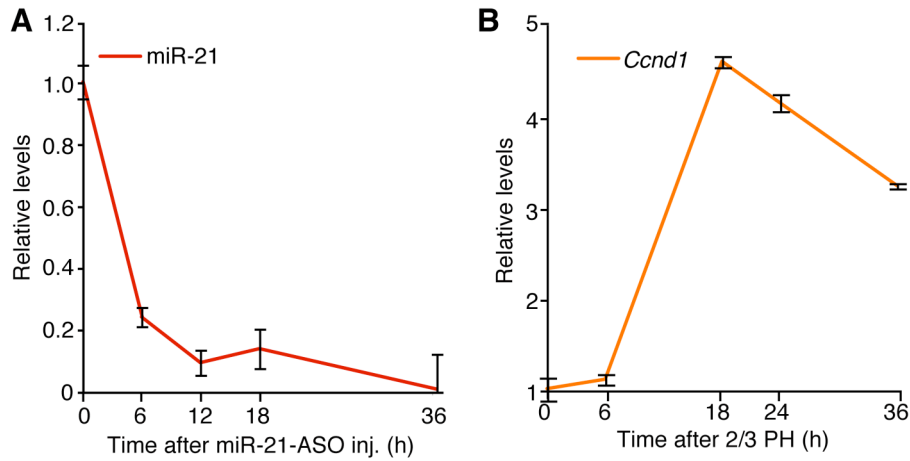 A
1.2
1.0
0.8
0.6
0.4
0.2
0
Relative levels
miR-21
0 6 12 18 36
Time after miR-21-ASO inj. (h)
B
5
4
3
2
1
Relative levels
Ccnd1
0 6 18 24 36
Time after 2/3 PH (h)